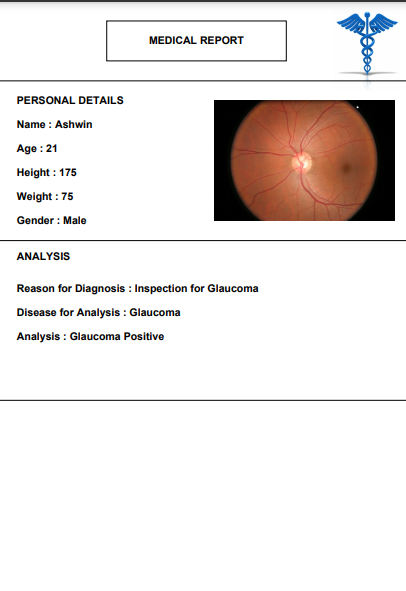 MEDICAL REPORT
PERSONAL DETAILS
Name : Ashwin
Age : 21
Height : 175
Weight : 75
Gender : Male
ANALYSIS
Reason for Diagnosis : Inspection for Glaucoma
Disease for Analysis : Glaucoma
Analysis : Glaucoma Positive